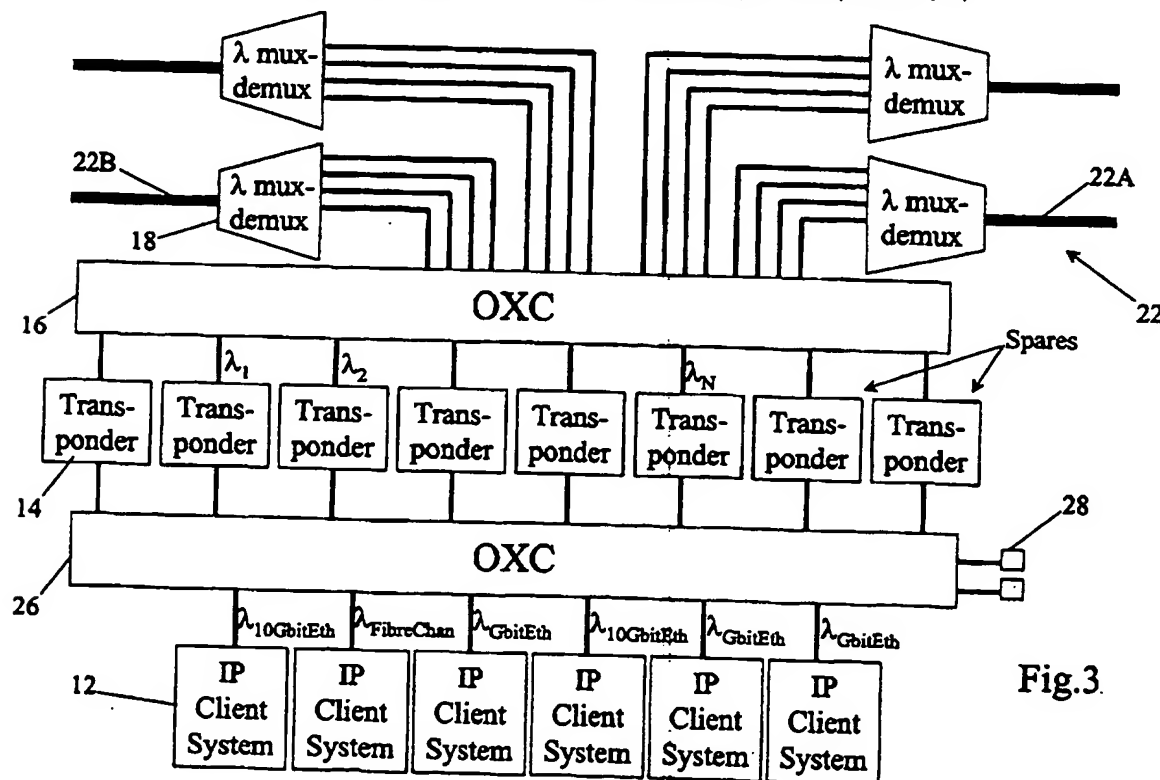 λ mux-
demux
λ mux-
demux
22B
λ mux-
demux
18
λ mux-
demux
22A
22
OXC
16
Spares
λ1
λ2
λN
Trans-
ponder
Trans-
ponder
Trans-
ponder
Trans-
ponder
Trans-
ponder
Trans-
ponder
Trans-
ponder
Trans-
ponder
14
OXC
28
26
λ10GbitEth
λFibreChan
λGbitEth
λ10GbitEth
λGbitEth
λGbitEth
12
IP
Client
System
IP
Client
System
IP
Client
System
IP
Client
System
IP
Client
System
IP
Client
System
Fig.3.